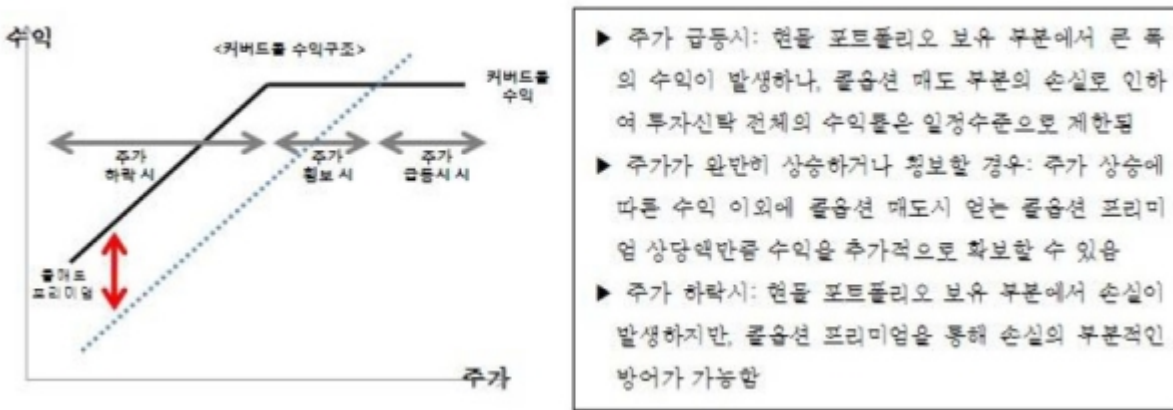 수익
<커버드콜 수익구조>
커버드콜
수익
주가
하락 시
주가
횡보 시
주가
급등시 시
콜매도
프리미엄
주가
▶ 주가 급등시: 현물 포트폴리오 보유 부분에서 큰 폭
의 수익이 발생하나, 콜옵션 매도 부분의 손실로 인하
여 투자신탁 전체의 수익률은 일정수준으로 제한됨
▶ 주가가 완만히 상승하거나 횡보할 경우: 주가 상승에
따른 수익 이외에 콜옵션 매도시 얻는 콜옵션 프리미
엄 상당액만큼 수익을 추가적으로 확보할 수 있음
▶ 주가 하락시: 현물 포트폴리오 보유 부분에서 손실이
발생하지만, 콜옵션 프리미엄을 통해 손실의 부분적인
방어가 가능함